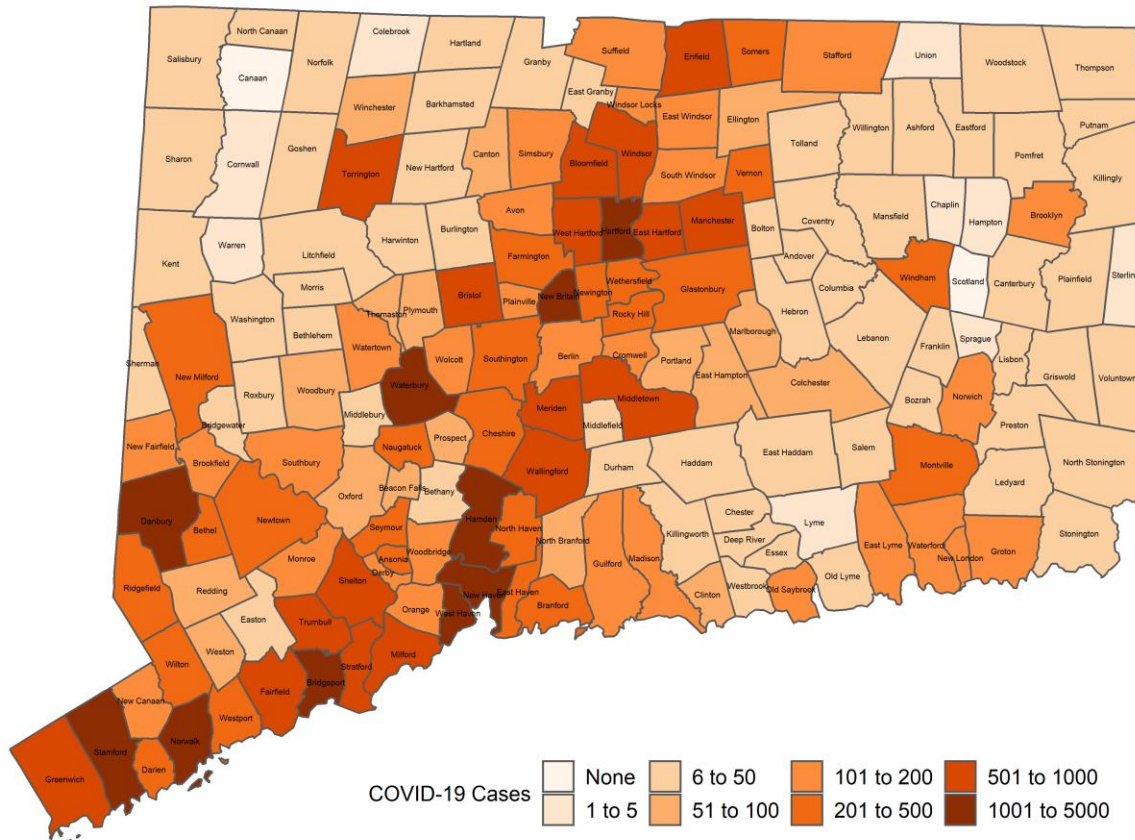 North Canaan
Colebrook
Hartland
Suffield
Enfield
Somers
Stafford
Union
Woodstock
Thompson
Salisbury
Canaan
Norfolk
Granby
East Granby
Winchester
Barkhamsted
Windsor Locks
East Windsor
Ellington
Willington
Ashford
Eastford
Putnam
Sharon
Cornwall
Goshen
Torrington
New Hartford
Canton
Simsbury
Bloomfield
Windsor
South Windsor
Vernon
Tolland
Pomfret
Killingly
Avon
West Hartford
Hartford
East Hartford
Manchester
Bolton
Coventry
Mansfield
Chaplin
Hampton
Brooklyn
Kent
Warren
Litchfield
Harwinton
Burlington
Farmington
Andover
Columbia
Windham
Scotland
Canterbury
Plainfield
Sterlin
Morris
Washington
Bethlehem
Thomaston
Plymouth
Bristol
Plainville
New Britain
Newington
Wethersfield
Rocky Hill
Glastonbury
Hebron
Marlborough
Lebanon
Franklin
Sprague
Lisbon
Griswold
Voluntown
Sherman
New Milford
Roxbury
Woodbury
Watertown
Wolcott
Southington
Berlin
Cromwell
Portland
East Hampton
Colchester
Bozrah
Norwich
Preston
Bridgewater
Middlebury
Waterbury
Cheshire
Meriden
Middletown
Middlefield
New Fairfield
Brookfield
Southbury
Naugatuck
Prospect
Wallingford
Durham
Haddam
East Haddam
Salem
Montville
Ledyard
North Stonington
Danbury
Bethel
Newtown
Oxford
Beacon Falls
Bethany
Hamden
North Haven
North Branford
Killingworth
Chester
Lyme
Stonington
Seymour
Woodbridge
Deep River
Essex
Monroe
Ansonia
Derby
Guilford
Madison
East Lyme
Waterford
New London
Groton
Ridgefield
Redding
Shelton
Orange
New Haven
West Haven
East Haven
Branford
Clinton
Westbrook
Old Saybrook
Old Lyme
Easton
Trumbull
Weston
Wilton
Milford
Stratford
Bridgeport
Fairfield
New Canaan
Westport
Norwalk
Darien
Stamford
Greenwich
COVID-19 Cases
None
1 to 5
6 to 50
51 to 100
101 to 200
201 to 500
501 to 1000
1001 to 5000